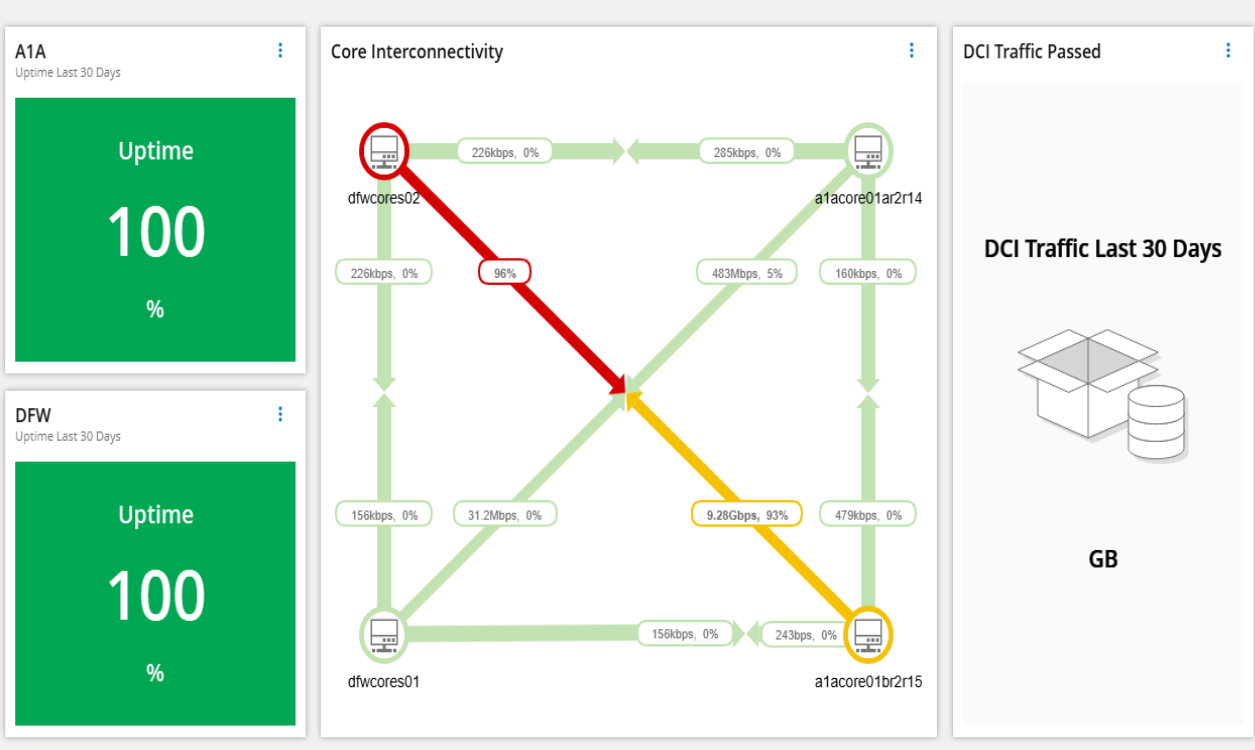 A1A
Uptime Last 30 Days
Uptime
100
%
DFW
Uptime Last 30 Days
Uptime
100
%
Core Interconnectivity
226kbps, 0%
285kbps, 0%
dfwcores02
a1acore01ar2r14
226kbps, 0%
96%
483Mbps, 5%
160kbps, 0%
156kbps, 0%
31.2Mbps, 0%
9.28Gbps, 93%
479kbps, 0%
156kbps, 0%
243bps, 0%
dfwcores01
a1acore01br2r15
DCI Traffic Passed
DCI Traffic Last 30 Days
GB